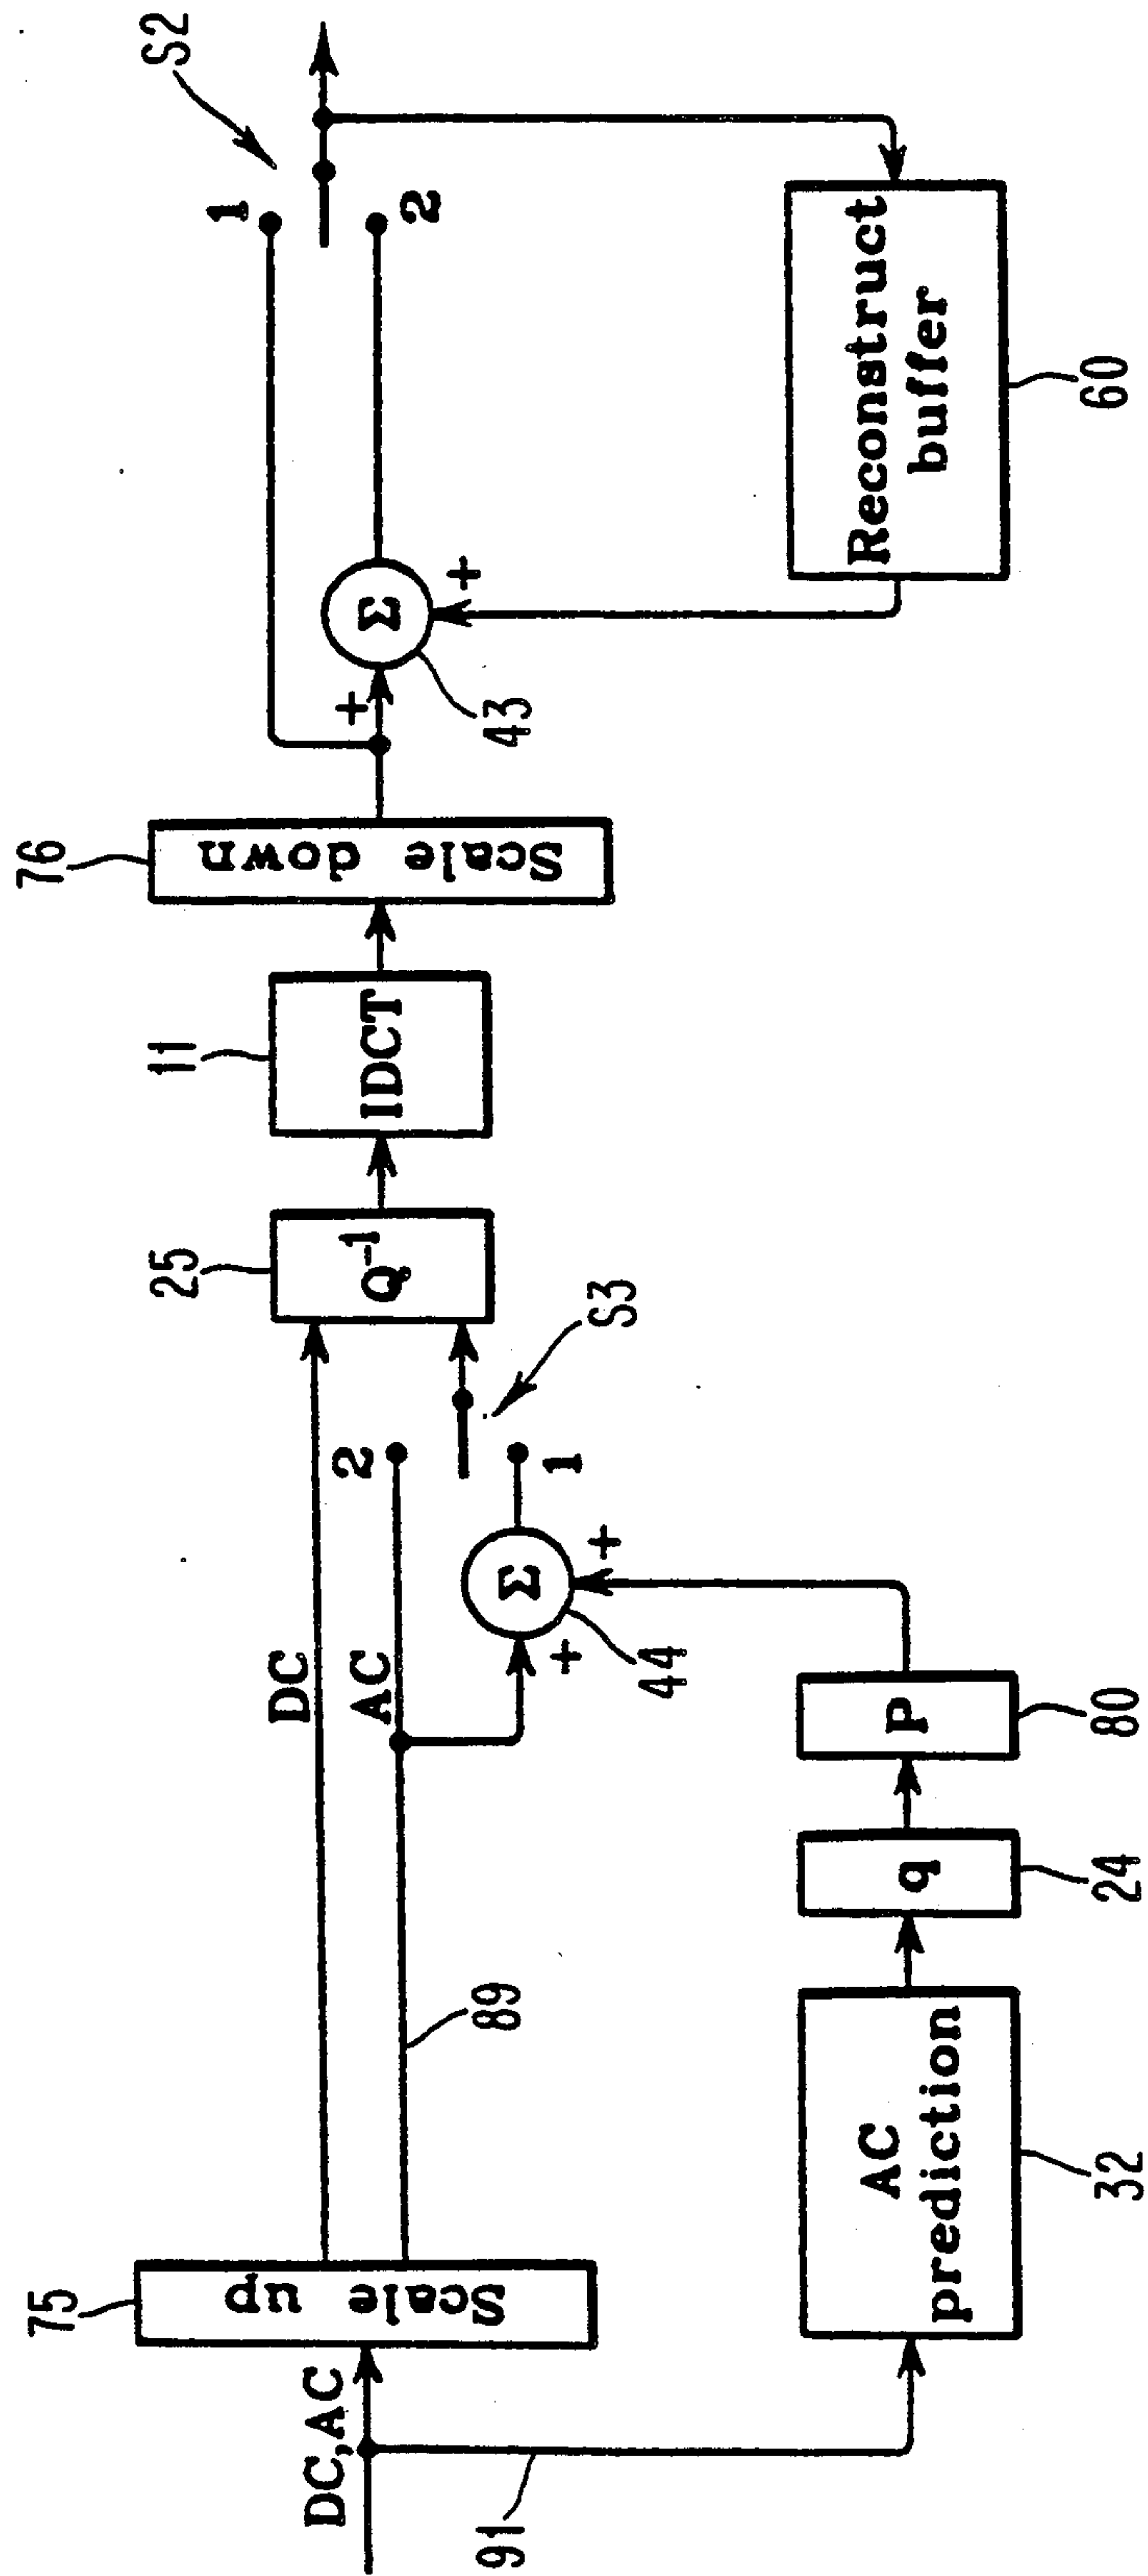 S2
1
2
Reconstruct
buffer
60
+
Σ
+
43
76
Scale down
11
IDCT
25
Q⁻¹
S3
2
1
DC
AC
Σ
+
+
44
P
80
q
24
89
AC
prediction
32
75
Scale up
DC,AC
91